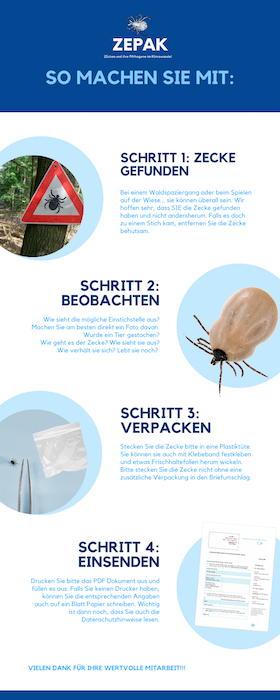 ZEPAK
Zecken und ihre Pathogene im Klimawandel
SO MACHEN SIE MIT:
SCHRITT 1: ZECKE
GEFUNDEN
Bei einem Waldspaziergang oder beim Spielen
auf der Wiese... sie können überall sein. Wir
hoffen sehr, dass SIE die Zecke gefunden
haben und nicht andersherum. Falls es doch
zu einem Stich kam, entfernen Sie die Zecke
behutsam.
SCHRITT 2:
BEOBACHTEN
Wie sieht die mögliche Einstichstelle aus?
Machen Sie am besten direkt ein Foto davon.
Wurde ein Tier gestochen?
Wie geht es der Zecke? Wie sieht sie aus?
Wie verhält sie sich? Lebt sie noch?
SCHRITT 3:
VERPACKEN
Stecken Sie die Zecke bitte in eine Plastiktüte.
Sie können sie auch mit Klebeband festkleben
und etwas Frischhaltefolien herum wickeln.
Bitte stecken Sie die Zecke nicht ohne eine
zusätzliche Verpackung in den Briefumschlag.
SCHRITT 4:
EINSENDEN
Drucken Sie bitte das PDF Dokument aus und
füllen es aus. Falls Sie keinen Drucker haben,
können Sie die entsprechenden Angaben
auch auf ein Blatt Papier schreiben. Wichtig
ist dann noch, dass Sie auch die
Datenschutzhinweise lesen.
VIELEN DANK FÜR IHRE WERTVOLLE MITARBEIT!!!